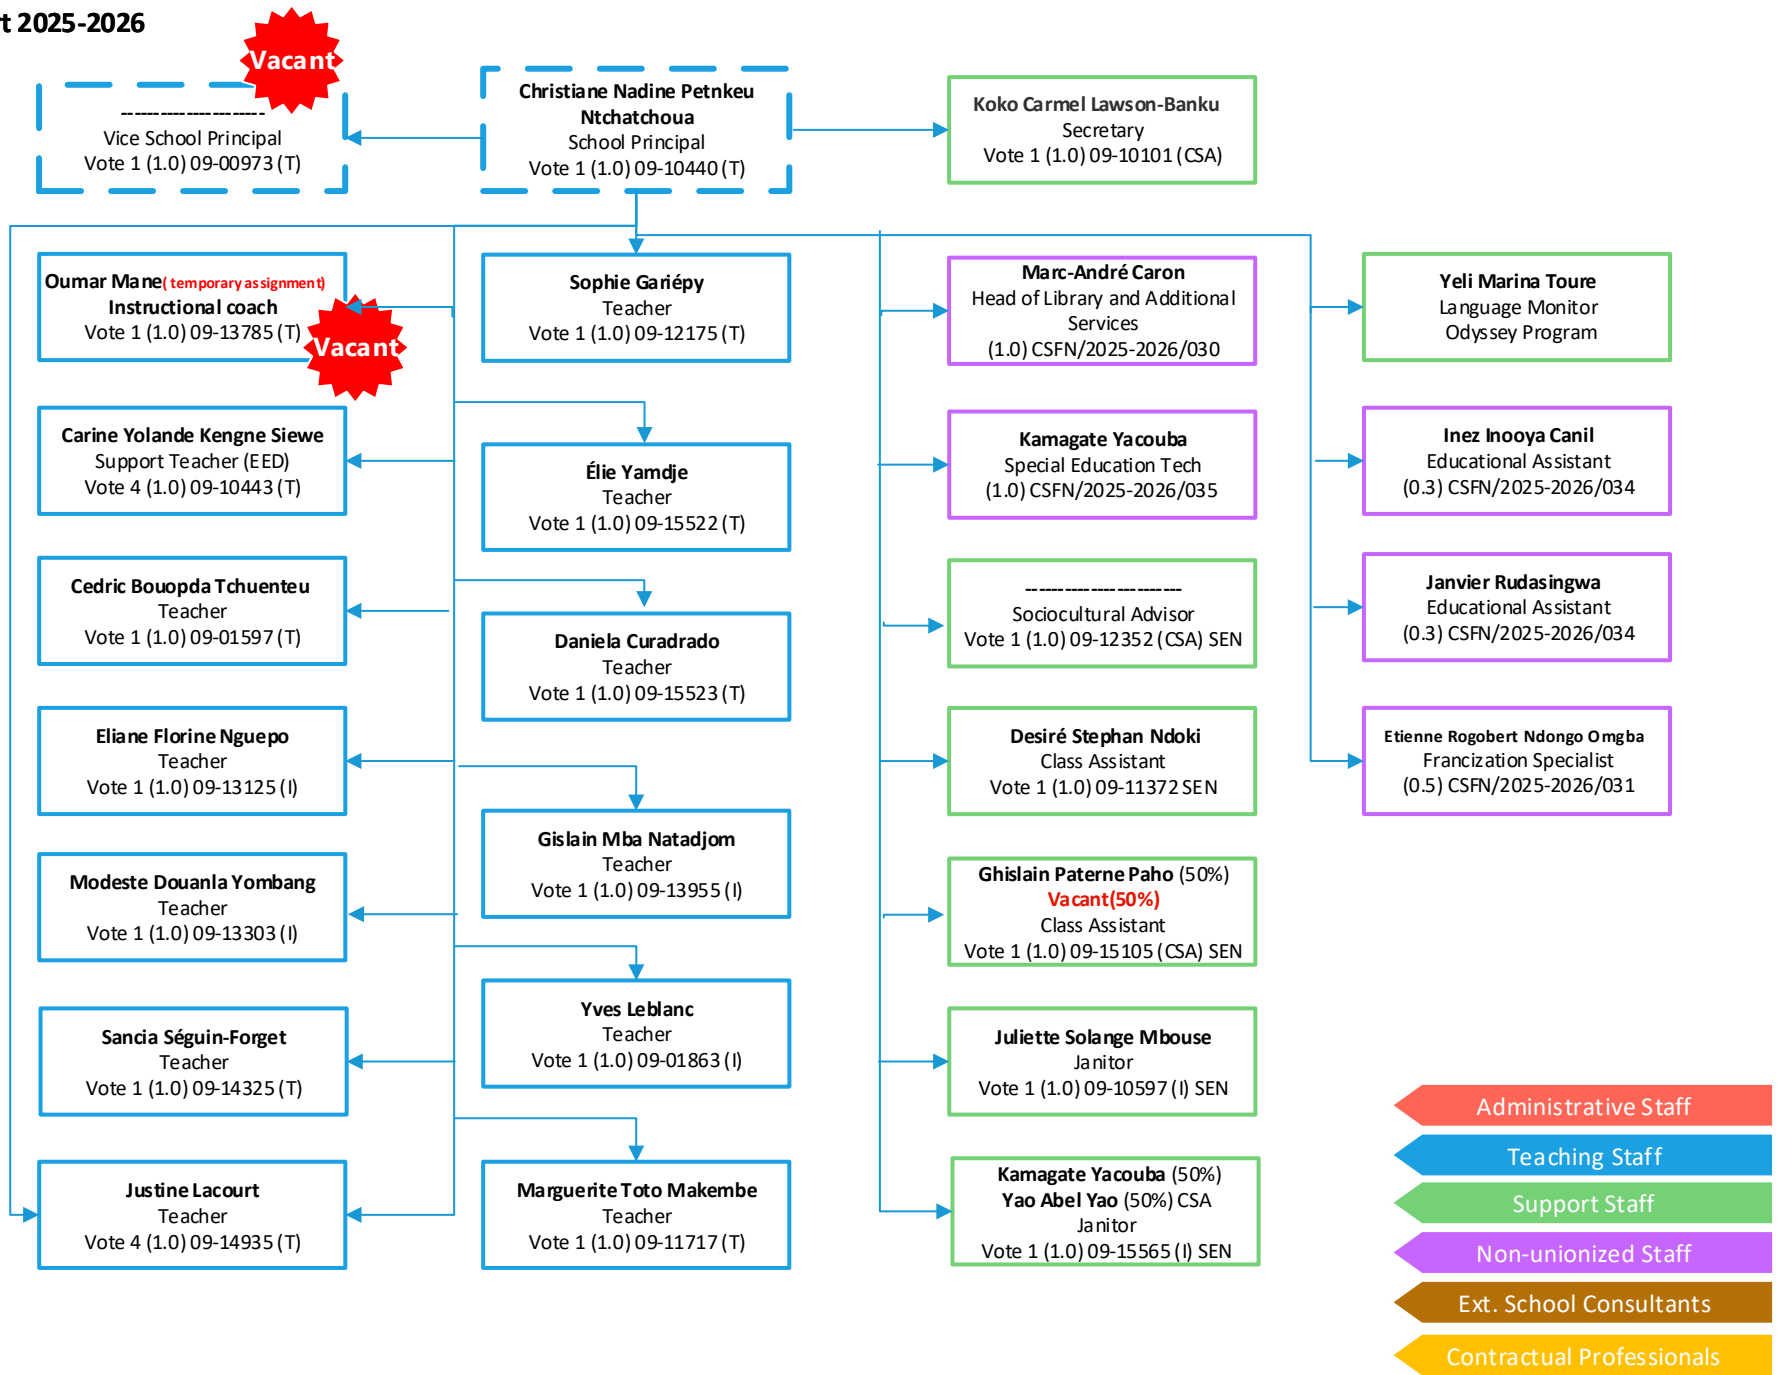 t 2025-2026
Vacant
----------------------
Vice School Principal
Vote 1 (1.0) 09-00973 (T)
Christiane Nadine Petnkeu
Ntchatchoua
School Principal
Vote 1 (1.0) 09-10440 (T)
Koko Carmel Lawson-Banku
Secretary
Vote 1 (1.0) 09-10101 (CSA)
Oumar Mane( temporary assignment)
Instructional coach
Vote 1 (1.0) 09-13785 (T)
Vacant
Carine Yolande Kengne Siewe
Support Teacher (EED)
Vote 4 (1.0) 09-10443 (T)
Cedric Bouopda Tchuenteu
Teacher
Vote 1 (1.0) 09-01597 (T)
Eliane Florine Nguepo
Teacher
Vote 1 (1.0) 09-13125 (I)
Modeste Douanla Yombang
Teacher
Vote 1 (1.0) 09-13303 (I)
Sancia Séguin-Forget
Teacher
Vote 1 (1.0) 09-14325 (T)
Justine Lacourt
Teacher
Vote 4 (1.0) 09-14935 (T)
Sophie Gariépy
Teacher
Vote 1 (1.0) 09-12175 (T)
Élie Yamdje
Teacher
Vote 1 (1.0) 09-15522 (T)
Daniela Curadrado
Teacher
Vote 1 (1.0) 09-15523 (T)
Gislain Mba Natadjom
Teacher
Vote 1 (1.0) 09-13955 (I)
Yves Leblanc
Teacher
Vote 1 (1.0) 09-01863 (I)
Marguerite Toto Makembe
Teacher
Vote 1 (1.0) 09-11717 (T)
Marc-André Caron
Head of Library and Additional
Services
(1.0) CSFN/2025-2026/030
Kamagate Yacouba
Special Education Tech
(1.0) CSFN/2025-2026/035
------------------------
Sociocultural Advisor
Vote 1 (1.0) 09-12352 (CSA) SEN
Desiré Stephan Ndoki
Class Assistant
Vote 1 (1.0) 09-11372 SEN
Ghislain Paterne Paho (50%)
Vacant(50%)
Class Assistant
Vote 1 (1.0) 09-15105 (CSA) SEN
Juliette Solange Mbouse
Janitor
Vote 1 (1.0) 09-10597 (I) SEN
Kamagate Yacouba (50%)
Yao Abel Yao (50%) CSA
Janitor
Vote 1 (1.0) 09-15565 (I) SEN
Yeli Marina Toure
Language Monitor
Odyssey Program
Inez Inooya Canil
Educational Assistant
(0.3) CSFN/2025-2026/034
Janvier Rudasingwa
Educational Assistant
(0.3) CSFN/2025-2026/034
Etienne Rogobert Ndongo Omgba
Francization Specialist
(0.5) CSFN/2025-2026/031
Administrative Staff
Teaching Staff
Support Staff
Non-unionized Staff
Ext. School Consultants
Contractual Professionals